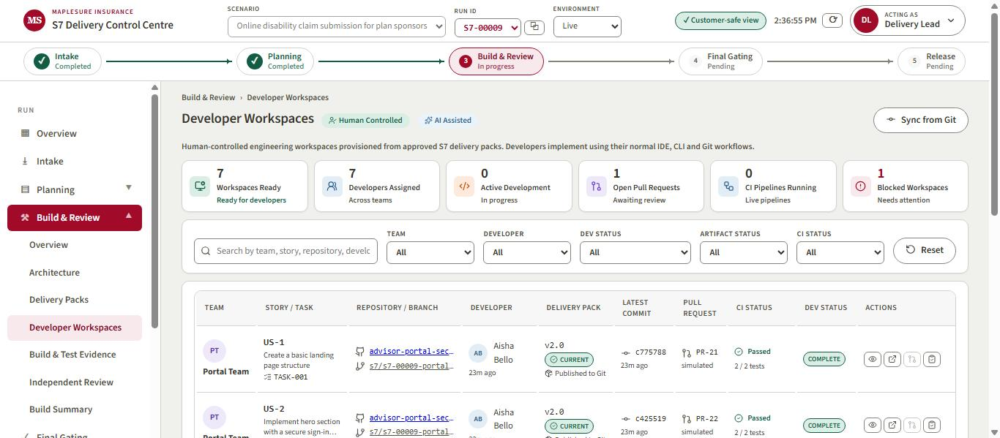 MS
MAPLESURE INSURANCE
S7 Delivery Control Centre
SCENARIO
Online disability claim submission for plan sponsors
RUN ID
S7-00009
ENVIRONMENT
Live
✓ Customer-safe view
2:36:55 PM
DL
ACTING AS
Delivery Lead
Intake
Completed
Planning
Completed
3
Build & Review
In progress
4
Final Gating
Pending
5
Release
Pending
RUN
Overview
Intake
Planning
Build & Review
Overview
Architecture
Delivery Packs
Developer Workspaces
Build & Test Evidence
Independent Review
Build Summary
Final Gating
Build & Review › Developer Workspaces
Developer Workspaces
Human Controlled
AI Assisted
Sync from Git
Human-controlled engineering workspaces provisioned from approved S7 delivery packs. Developers implement using their normal IDE, CLI and Git workflows.
7
Workspaces Ready
Ready for developers
7
Developers Assigned
Across teams
0
Active Development
In progress
1
Open Pull Requests
Awaiting review
0
CI Pipelines Running
Live pipelines
1
Blocked Workspaces
Needs attention
Search by team, story, repository, develo
TEAM
All
DEVELOPER
All
DEV STATUS
All
ARTIFACT STATUS
All
CI STATUS
All
Reset
TEAM
STORY / TASK
REPOSITORY / BRANCH
DEVELOPER
DELIVERY PACK
LATEST COMMIT
PULL REQUEST
CI STATUS
DEV STATUS
ACTIONS
PT
Portal Team
US-1
Create a basic landing
page structure
TASK-001
advisor-portal-sec…
s7/s7-00009-portal…
AB
Aisha Bello
23m ago
v2.0
CURRENT
Published to Git
c775788
23m ago
PR-21
simulated
Passed
2 / 2 tests
COMPLETE
PT
Portal Team
US-2
Implement hero section
with a secure sign-in…
advisor-portal-sec…
s7/s7-00009-portal…
AB
Aisha Bello
v2.0
CURRENT
c425519
23m ago
PR-22
simulated
Passed
2 / 2 tests
COMPLETE